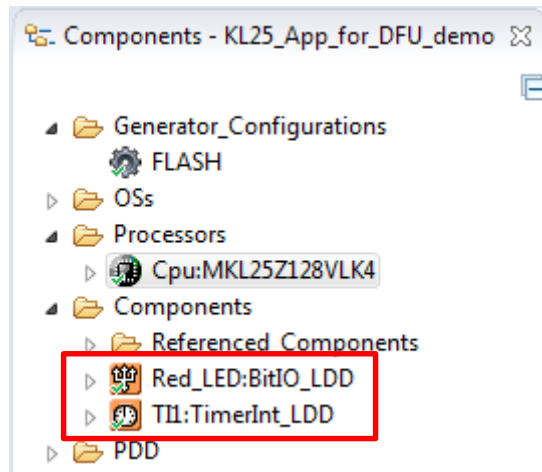 Components - KL25_App_for_DFU_demo
Generator_Configurations
FLASH
OSs
Processors
Cpu:MKL25Z128VLK4
Components
Referenced_Components
Red_LED:BitIO_LDD
TI1:TimerInt_LDD
PDD